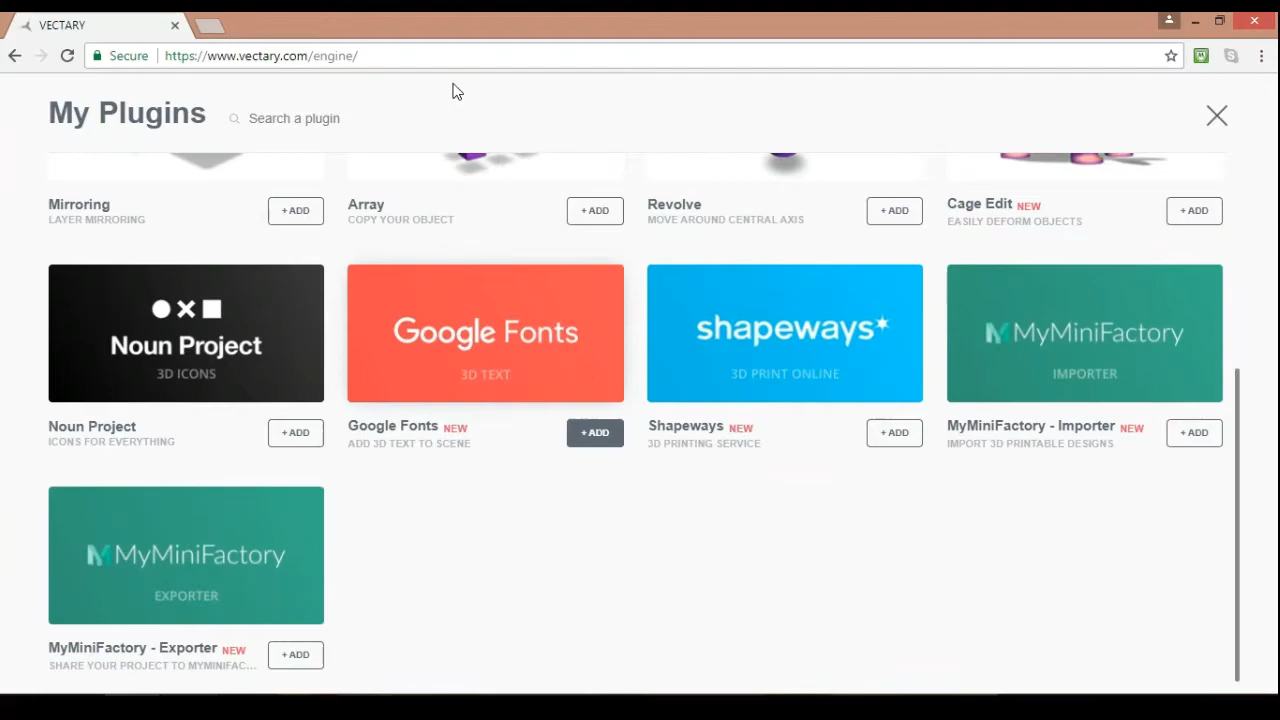 VECTARY
Secure
https://www.vectary.com/engine/
My Plugins
Search a plugin
Mirroring
LAYER MIRRORING
+ ADD
Array
COPY YOUR OBJECT
+ ADD
Revolve
MOVE AROUND CENTRAL AXIS
+ ADD
Cage Edit NEW
EASILY DEFORM OBJECTS
+ ADD
Noun Project
3D ICONS
Noun Project
ICONS FOR EVERYTHING
+ ADD
Google Fonts
3D TEXT
Google Fonts NEW
ADD 3D TEXT TO SCENE
+ ADD
shapeways*
3D PRINT ONLINE
Shapeways NEW
3D PRINTING SERVICE
+ ADD
MyMiniFactory
IMPORTER
MyMiniFactory - Importer NEW
IMPORT 3D PRINTABLE DESIGNS
+ ADD
MyMiniFactory
EXPORTER
MyMiniFactory - Exporter NEW
SHARE YOUR PROJECT TO MYMINIFAC...
+ ADD